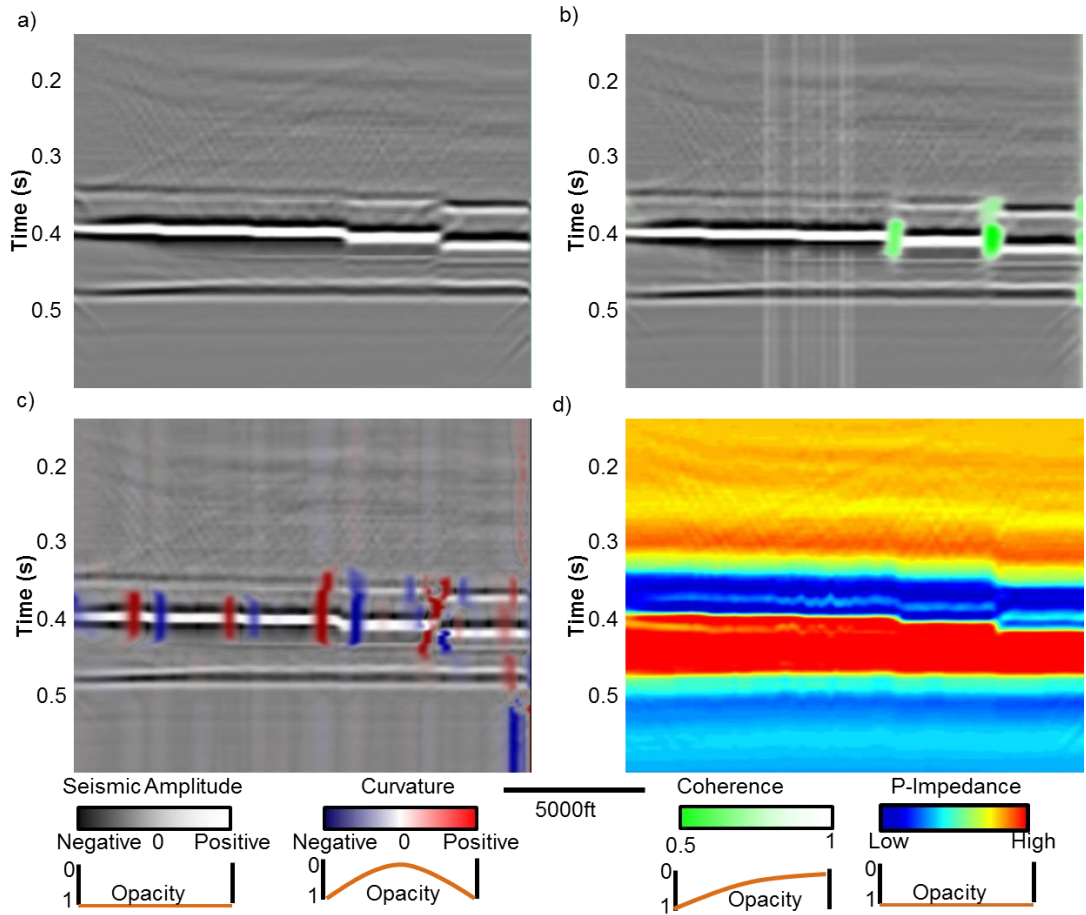 a)
b)
0.2
0.3
0.4
0.5
Time (s)
0.2
0.3
0.4
0.5
Time (s)
c)
d)
0.2
0.3
0.4
0.5
Time (s)
0.2
0.3
0.4
0.5
Time (s)
Seismic Amplitude
Negative 0 Positive
0
1
Opacity
Curvature
Negative 0 Positive
0
1
Opacity
5000ft
Coherence
0.5 1
0
1
Opacity
P-Impedance
Low High
0
1
Opacity